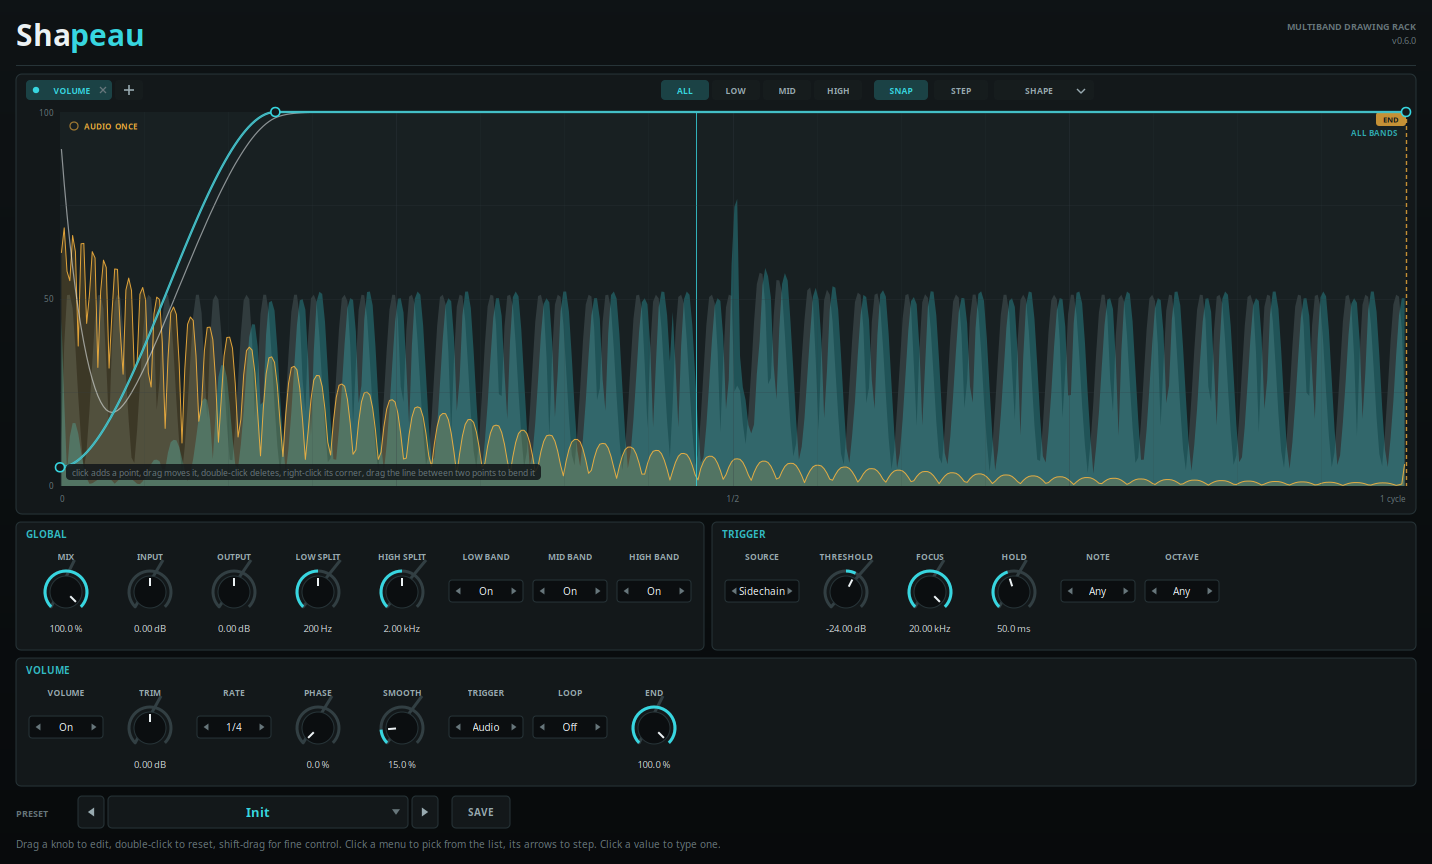 Shapeau
MULTIBAND DRAWING RACK
v0.6.0
VOLUME
ALL LOW MID HIGH SNAP STEP SHAPE
100
AUDIO ONCE
END
ALL BANDS
50
click adds a point, drag moves it, double-click deletes, right-click its corner, drag the line between two points to bend it
0
0 1/2 1 cycle
GLOBAL
MIX INPUT OUTPUT LOW SPLIT HIGH SPLIT LOW BAND MID BAND HIGH BAND
On On On
100.0 % 0.00 dB 0.00 dB 200 Hz 2.00 kHz
TRIGGER
SOURCE THRESHOLD FOCUS HOLD NOTE OCTAVE
Sidechain Any Any
-24.00 dB 20.00 kHz 50.0 ms
VOLUME
VOLUME TRIM RATE PHASE SMOOTH TRIGGER LOOP END
On 1/4 Audio Off
0.00 dB 0.0 % 15.0 % 100.0 %
PRESET Init SAVE
Drag a knob to edit, double-click to reset, shift-drag for fine control. Click a menu to pick from the list, its arrows to step. Click a value to type one.